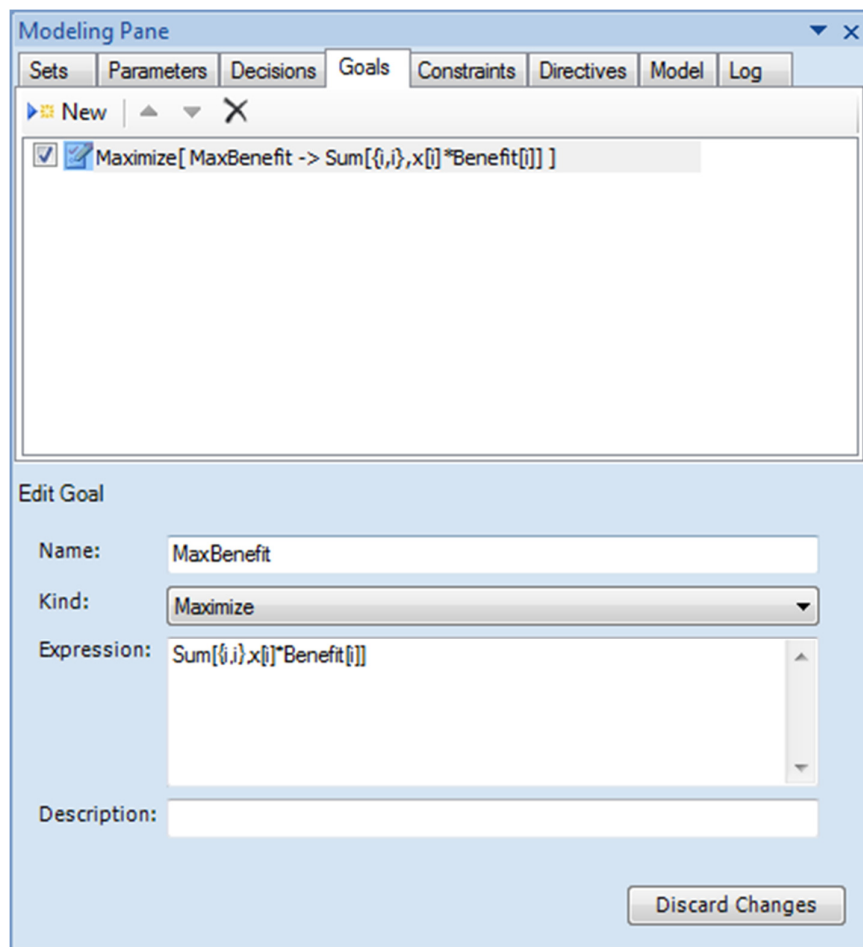 Modeling Pane
Sets Parameters Decisions Goals Constraints Directives Model Log
New
Maximize[ MaxBenefit -> Sum[{i,i},x[i]*Benefit[i]] ]
Edit Goal
Name: MaxBenefit
Kind: Maximize
Expression: Sum[{i,i},x[i]*Benefit[i]]
Description:
Discard Changes